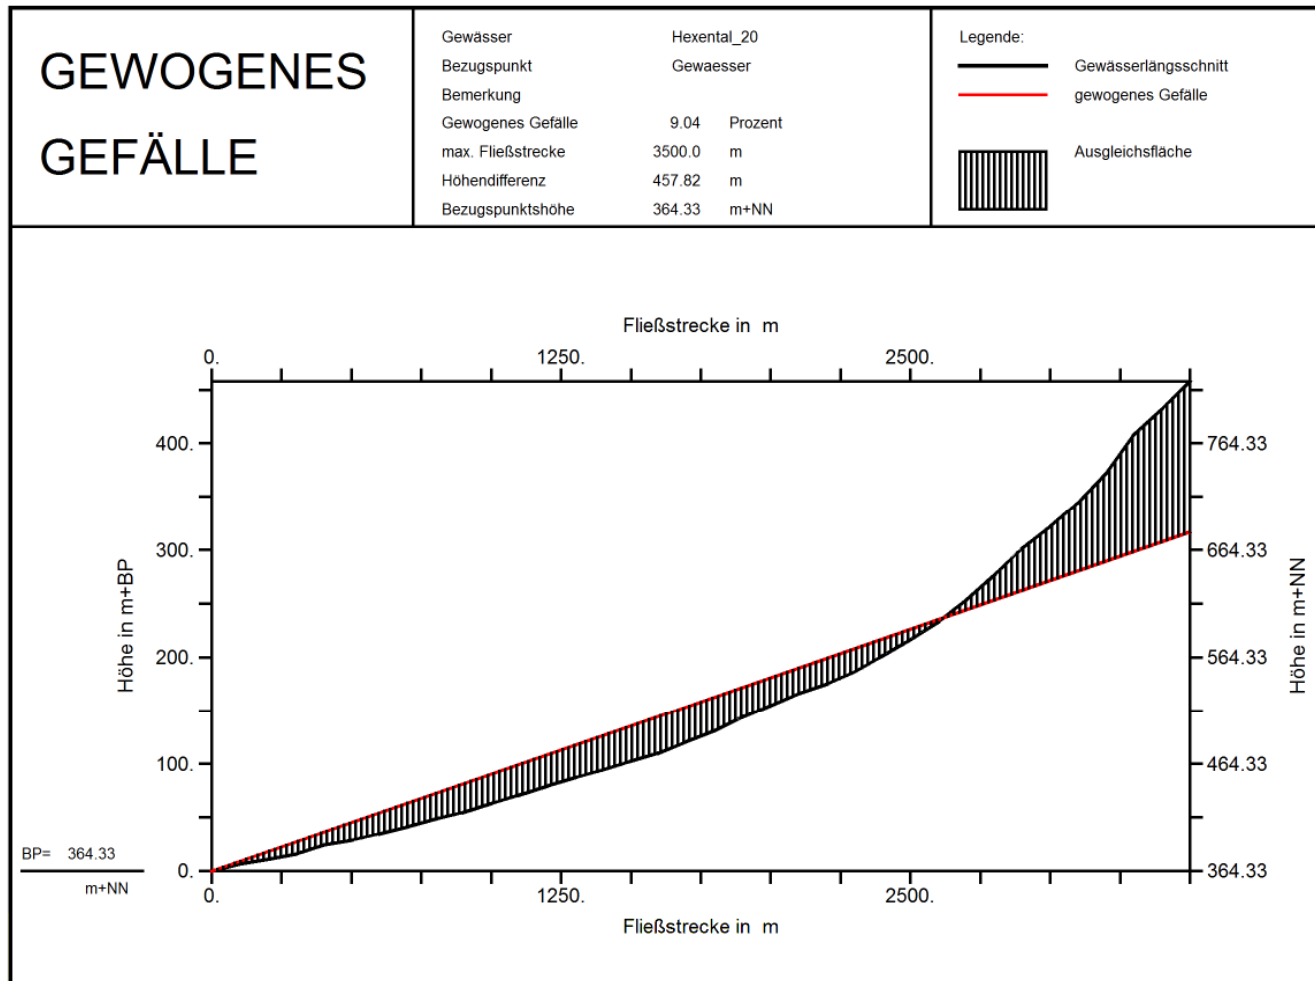 GEWOGENES
GEFÄLLE
Gewässer Hexental_20
Bezugspunkt Gewaesser
Bemerkung
Gewogenes Gefälle 9.04 Prozent
max. Fließstrecke 3500.0 m
Höhendifferenz 457.82 m
Bezugspunktshöhe 364.33 m+NN
Legende:
Gewässerlängsschnitt
gewogenes Gefälle
Ausgleichsfläche
Fließstrecke in m
0. 1250. 2500.
400. 764.33
300. 664.33
200. 564.33
100. 464.33
0. 364.33
Höhe in m+BP
Höhe in m+NN
BP= 364.33
m+NN
0. 1250. 2500.
Fließstrecke in m